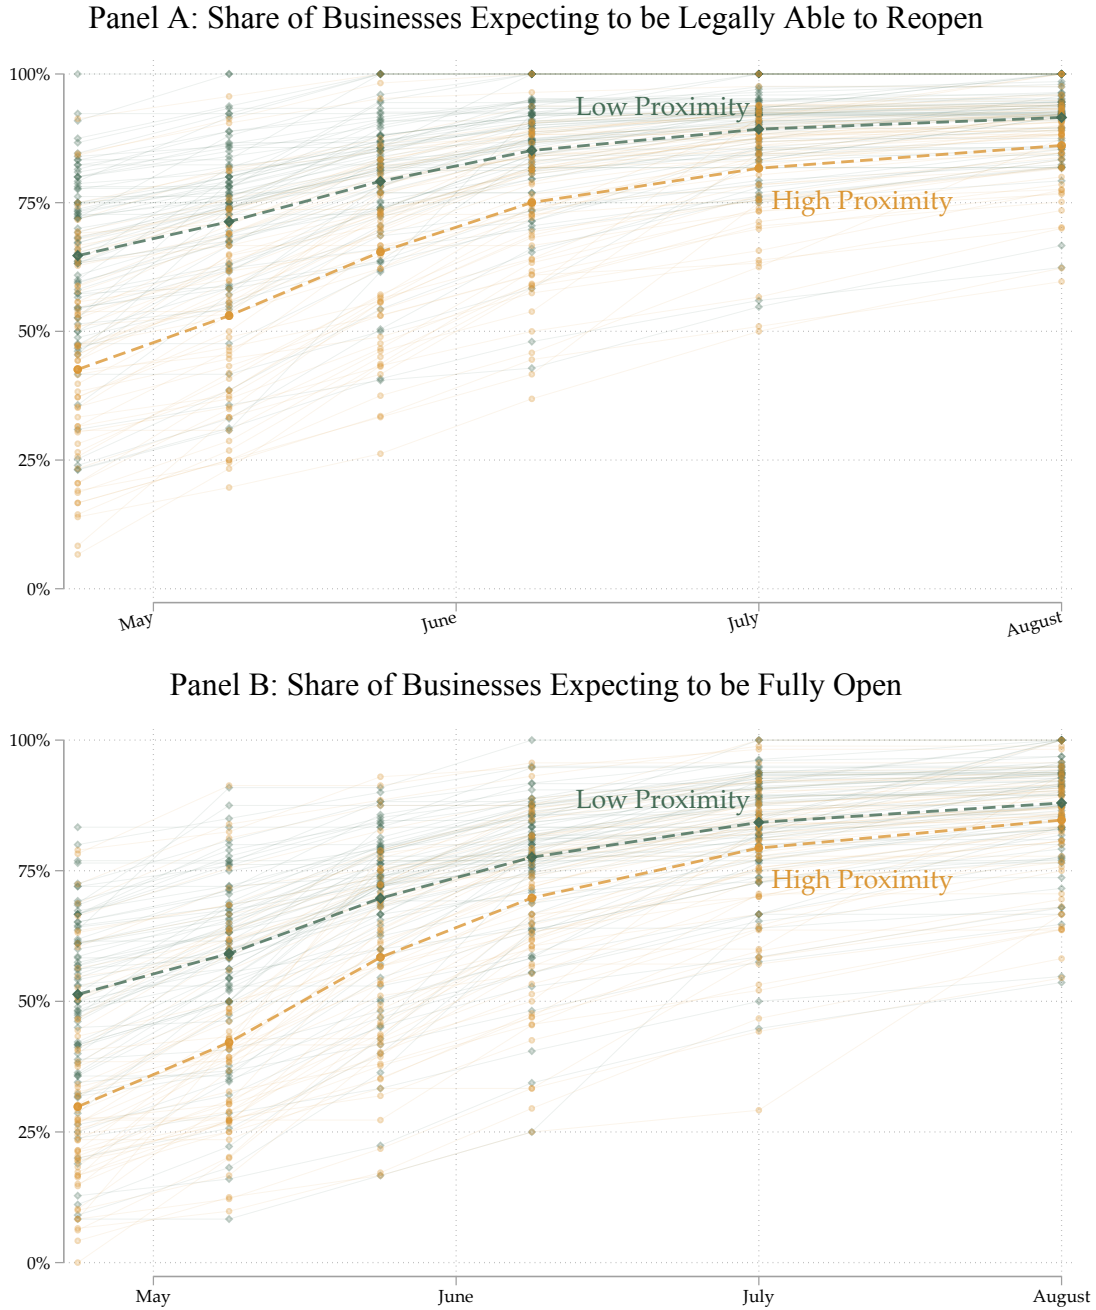 Panel A: Share of Businesses Expecting to be Legally Able to Reopen
100%
Low Proximity
75%
High Proximity
50%
25%
0%
May
June
July
August
Panel B: Share of Businesses Expecting to be Fully Open
100%
Low Proximity
75%
High Proximity
50%
25%
0%
May
June
July
August